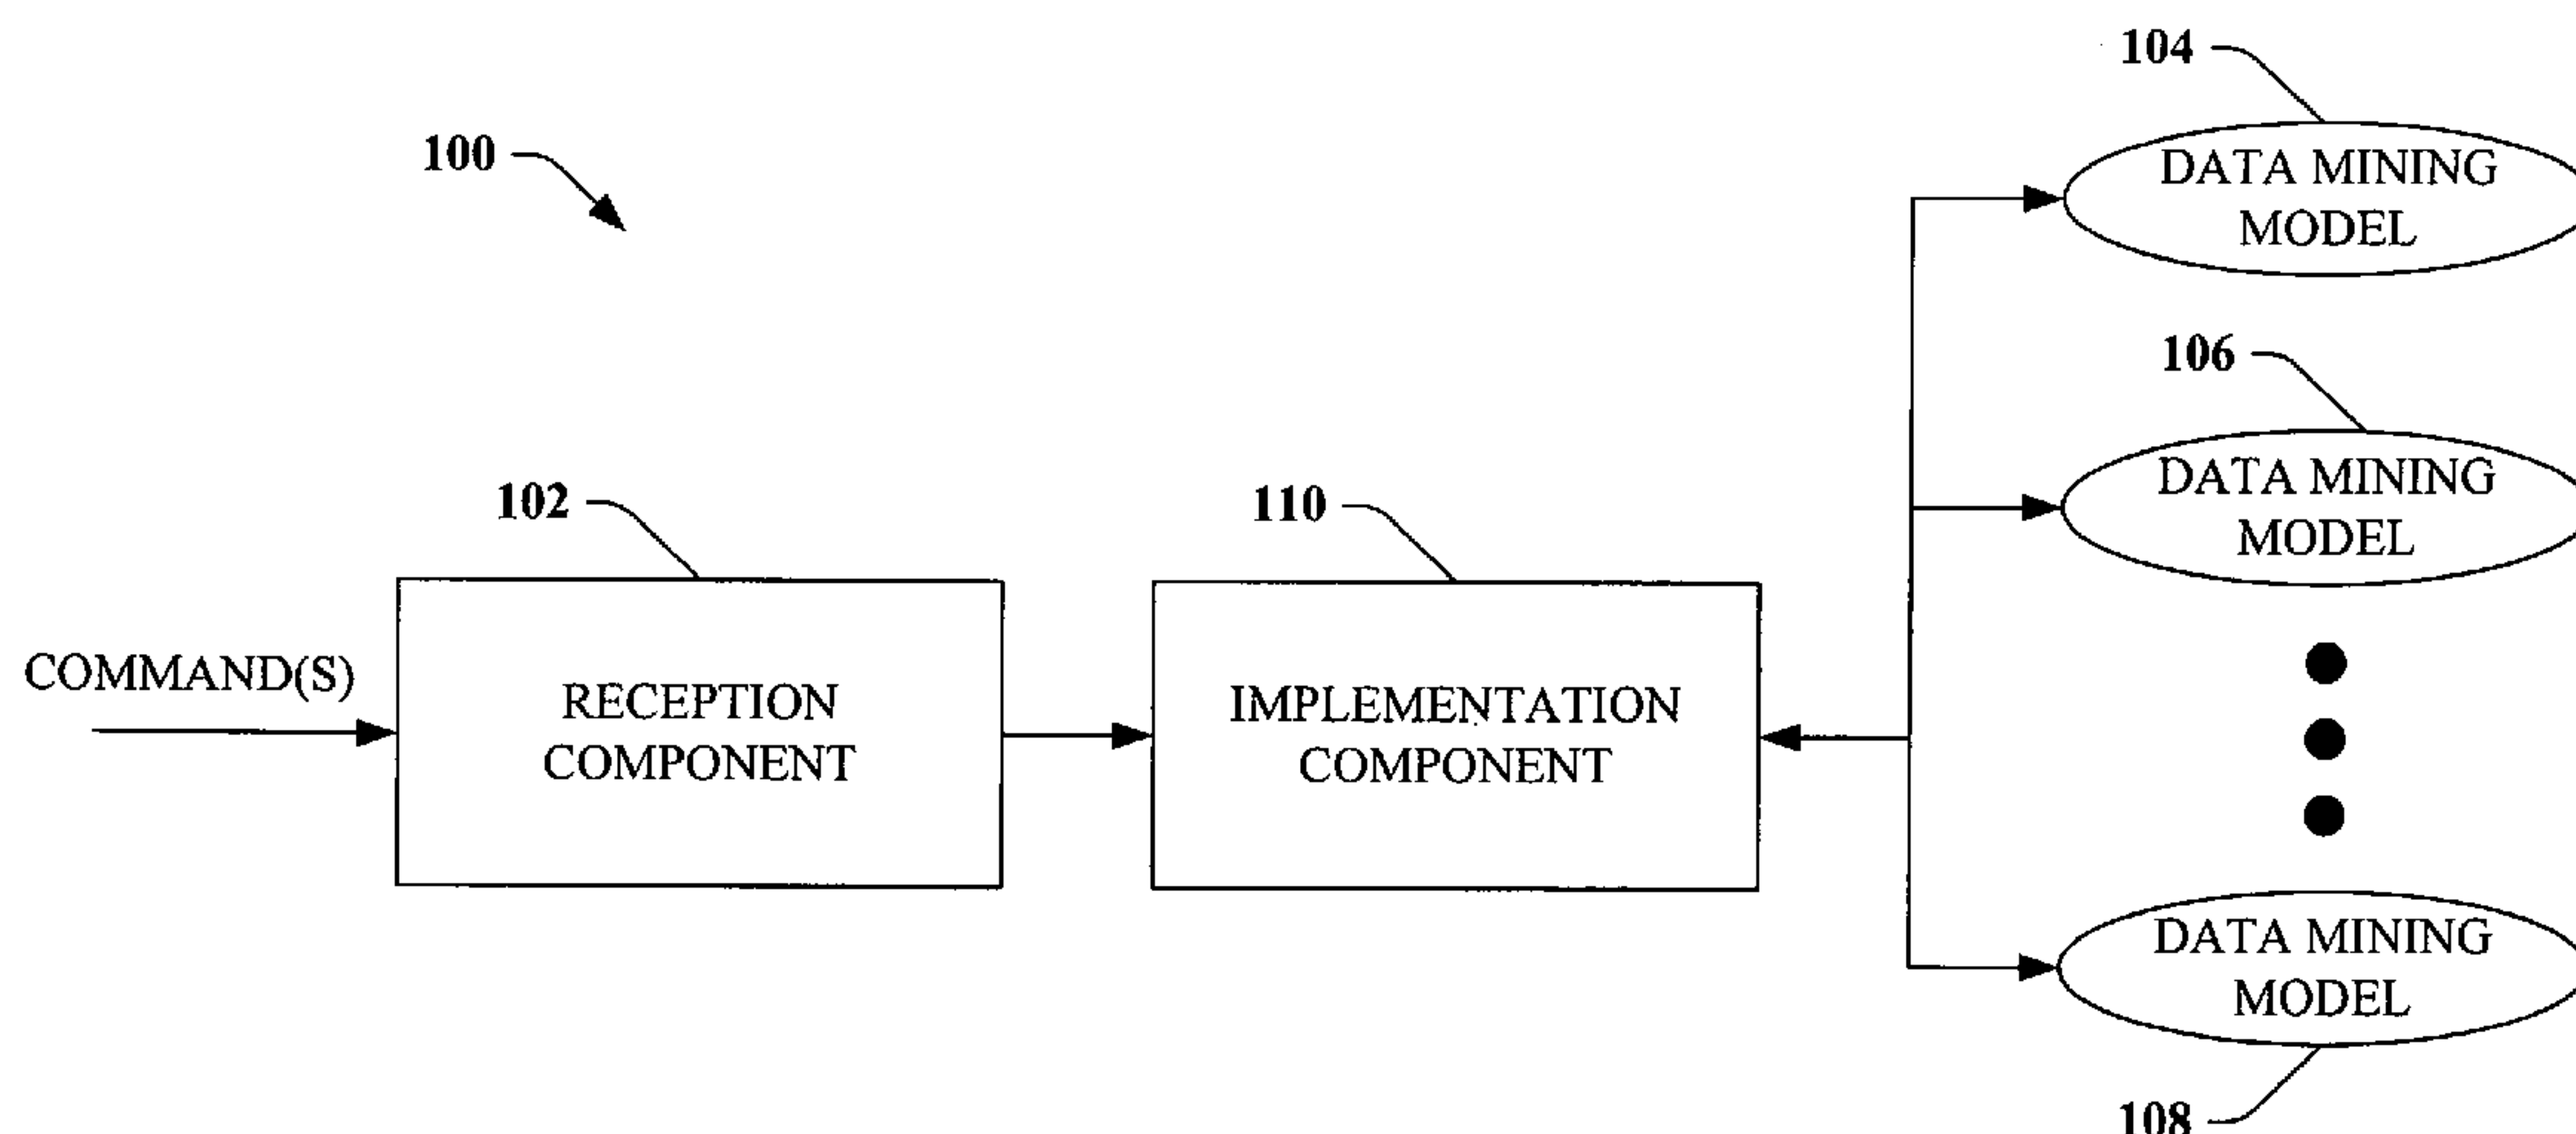 104
DATA MINING
MODEL
100
106
DATA MINING
MODEL
102
110
COMMAND(S)
RECEPTION
COMPONENT
IMPLEMENTATION
COMPONENT
DATA MINING
MODEL
108